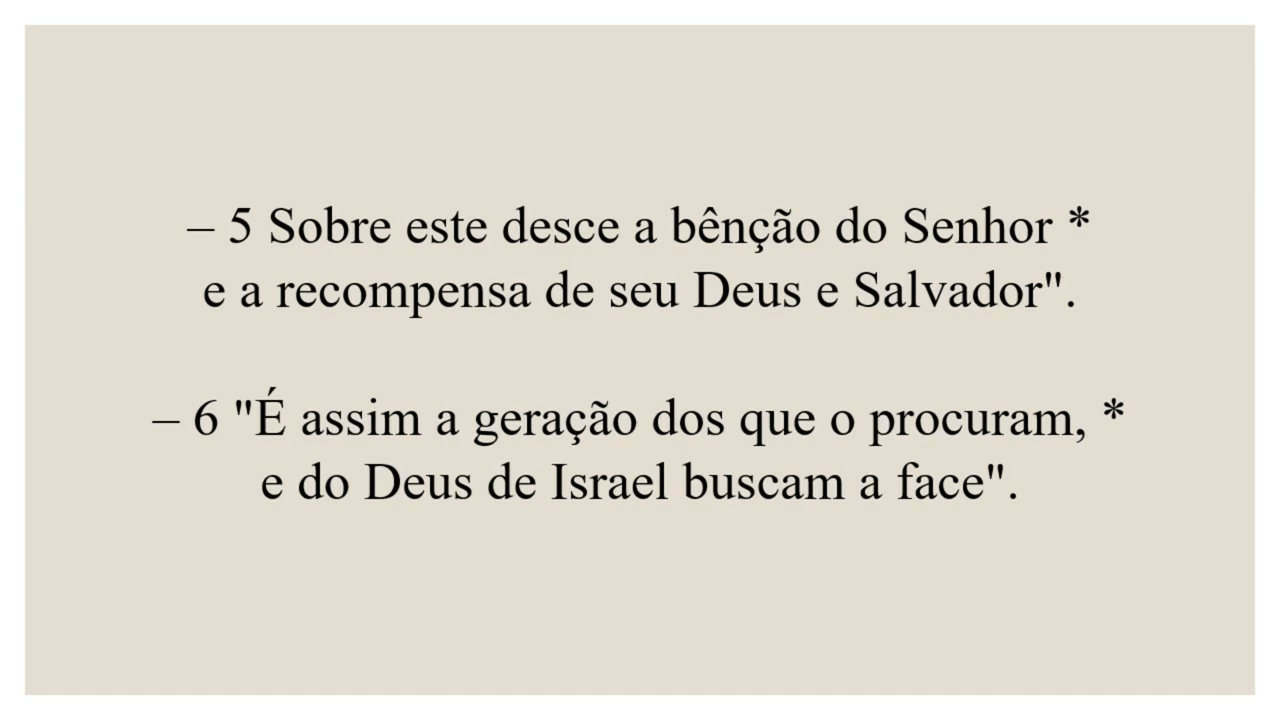 – 5 Sobre este desce a bênção do Senhor *
e a recompensa de seu Deus e Salvador".
– 6 "É assim a geração dos que o procuram, *
e do Deus de Israel buscam a face".